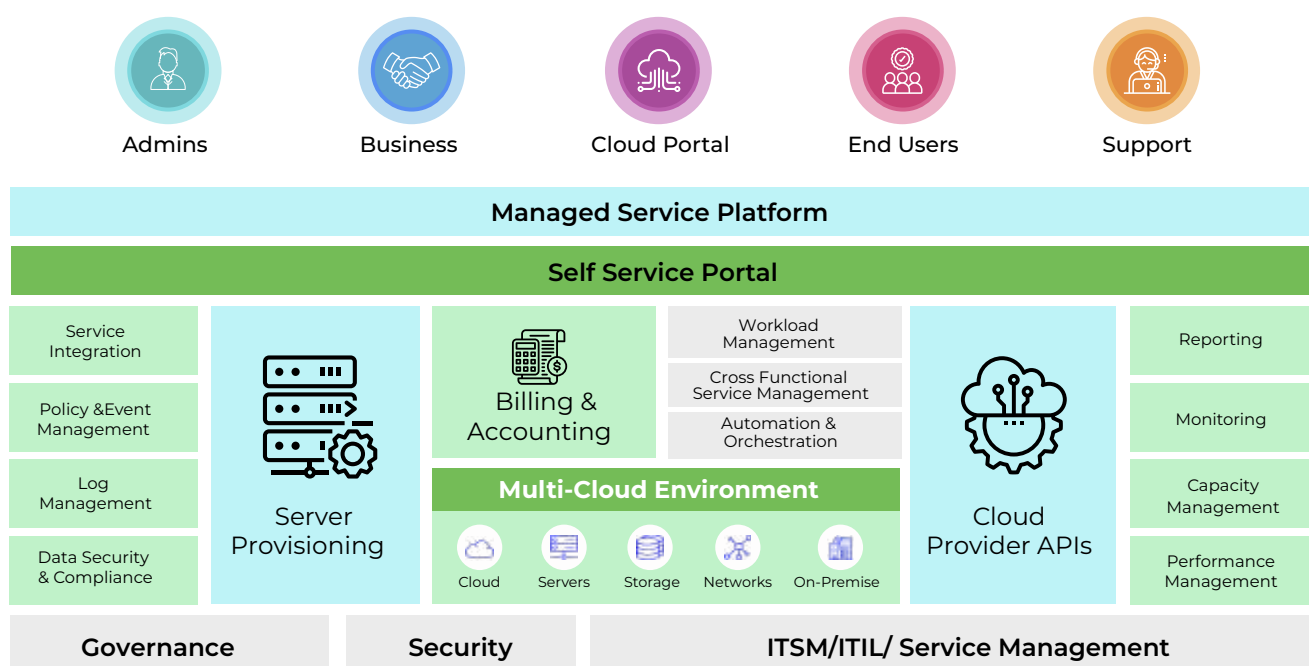 Admins
Business
Cloud Portal
End Users
Support
Managed Service Platform
Self Service Portal
Service
Integration
Policy &Event
Management
Log
Management
Data Security
& Compliance
Server
Provisioning
Billing &
Accounting
Workload
Management
Cross Functional
Service Management
Automation &
Orchestration
Multi-Cloud Environment
Cloud
Servers
Storage
Networks
On-Premise
Cloud
Provider APIs
Reporting
Monitoring
Capacity
Management
Performance
Management
Governance
Security
ITSM/ITIL/ Service Management